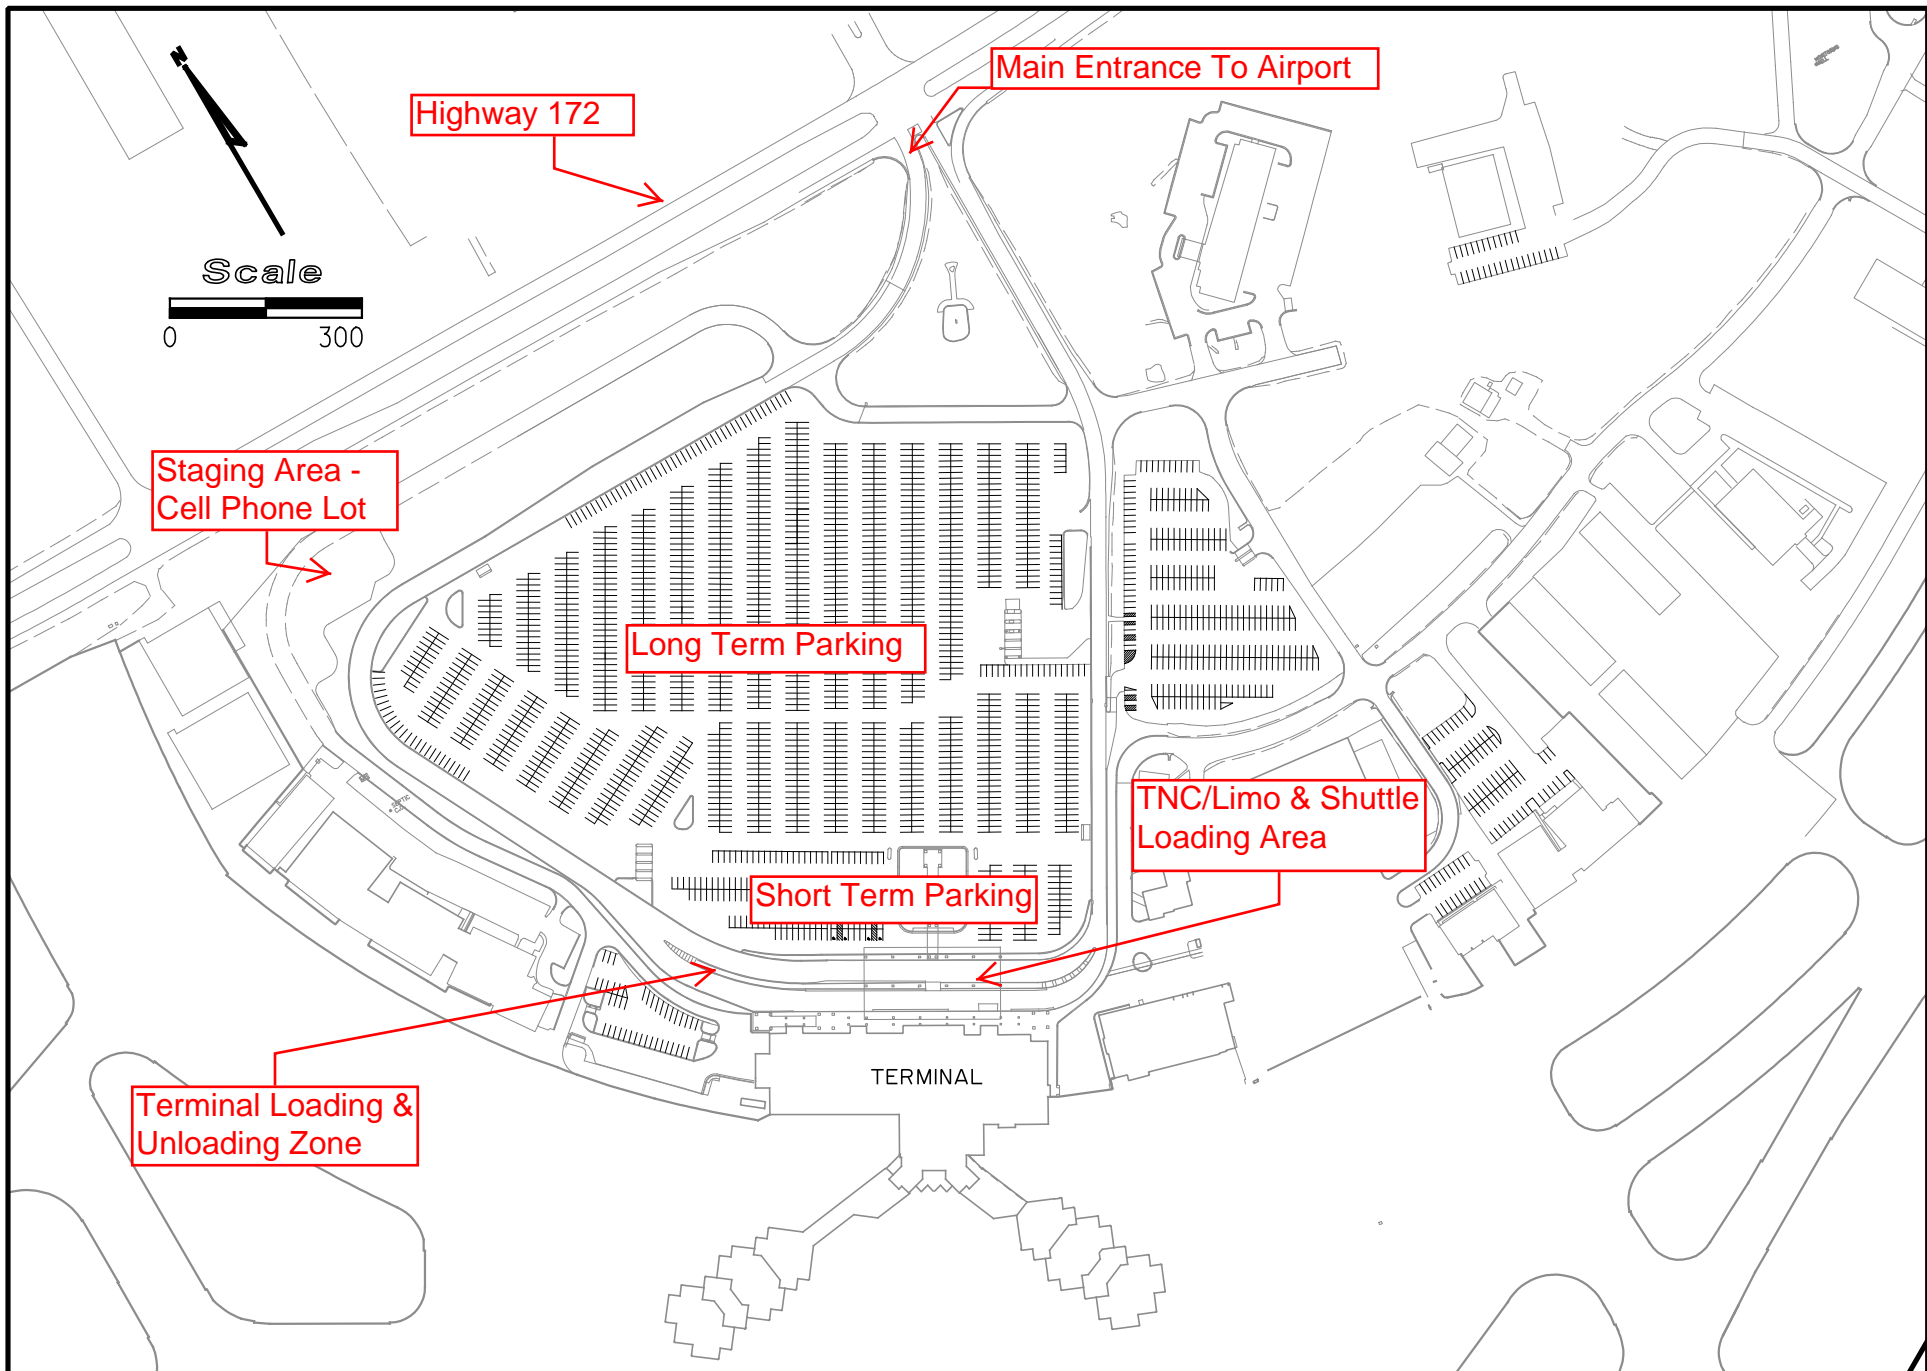 N
Main Entrance To Airport
Highway 172
Scale
0 300
Staging Area -
Cell Phone Lot
Long Term Parking
TNC/Limo & Shuttle
Loading Area
Short Term Parking
TERMINAL
Terminal Loading &
Unloading Zone